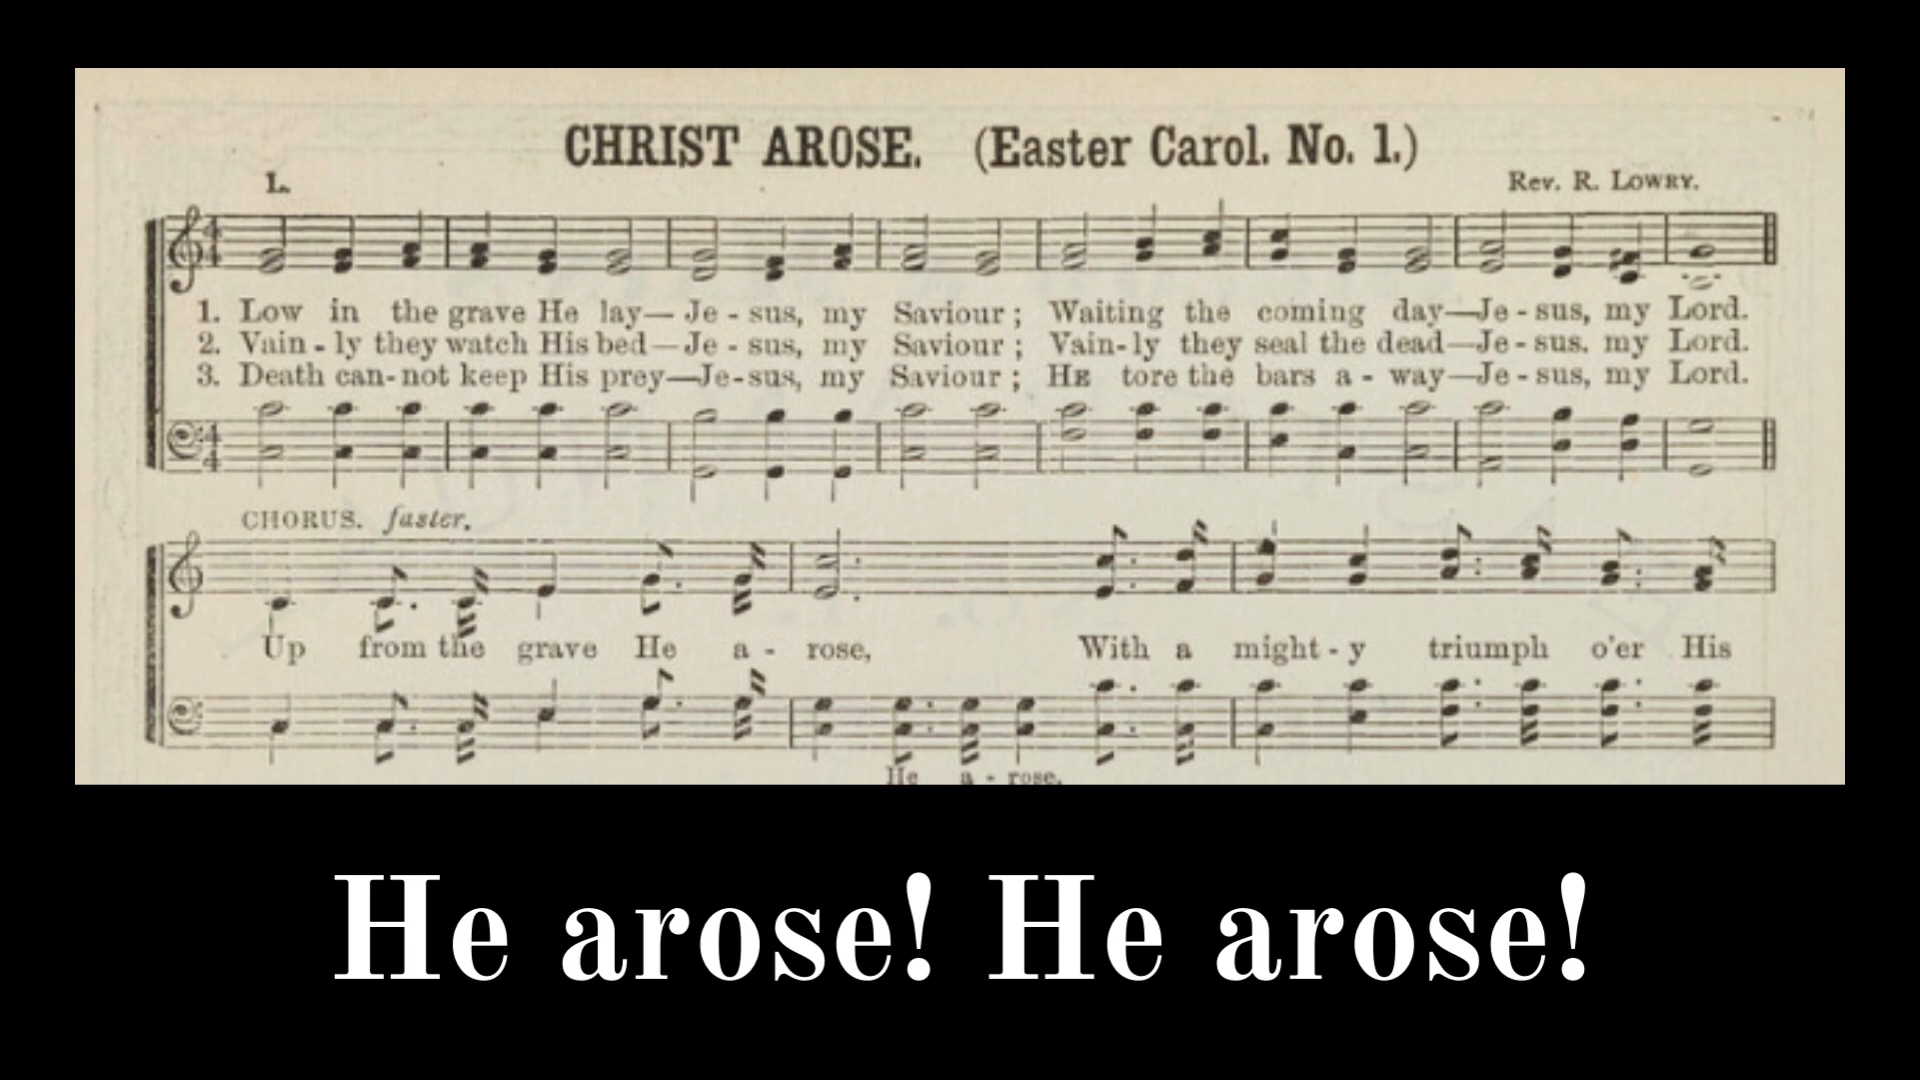 CHRIST AROSE. (Easter Carol. No. 1.)
L.
Rev. R. LOWRY.
1. Low in the grave He lay—Je-sus, my Saviour; Waiting the coming day—Je-sus, my Lord.
2. Vain-ly they watch His bed—Je-sus, my Saviour; Vain-ly they seal the dead—Je-sus. my Lord.
3. Death can-not keep His prey—Je-sus, my Saviour; HE tore the bars a-way—Je-sus, my Lord.
CHORUS. faster.
Up from the grave He a-rose, With a might-y triumph o'er His
He a-rose,
He arose! He arose!